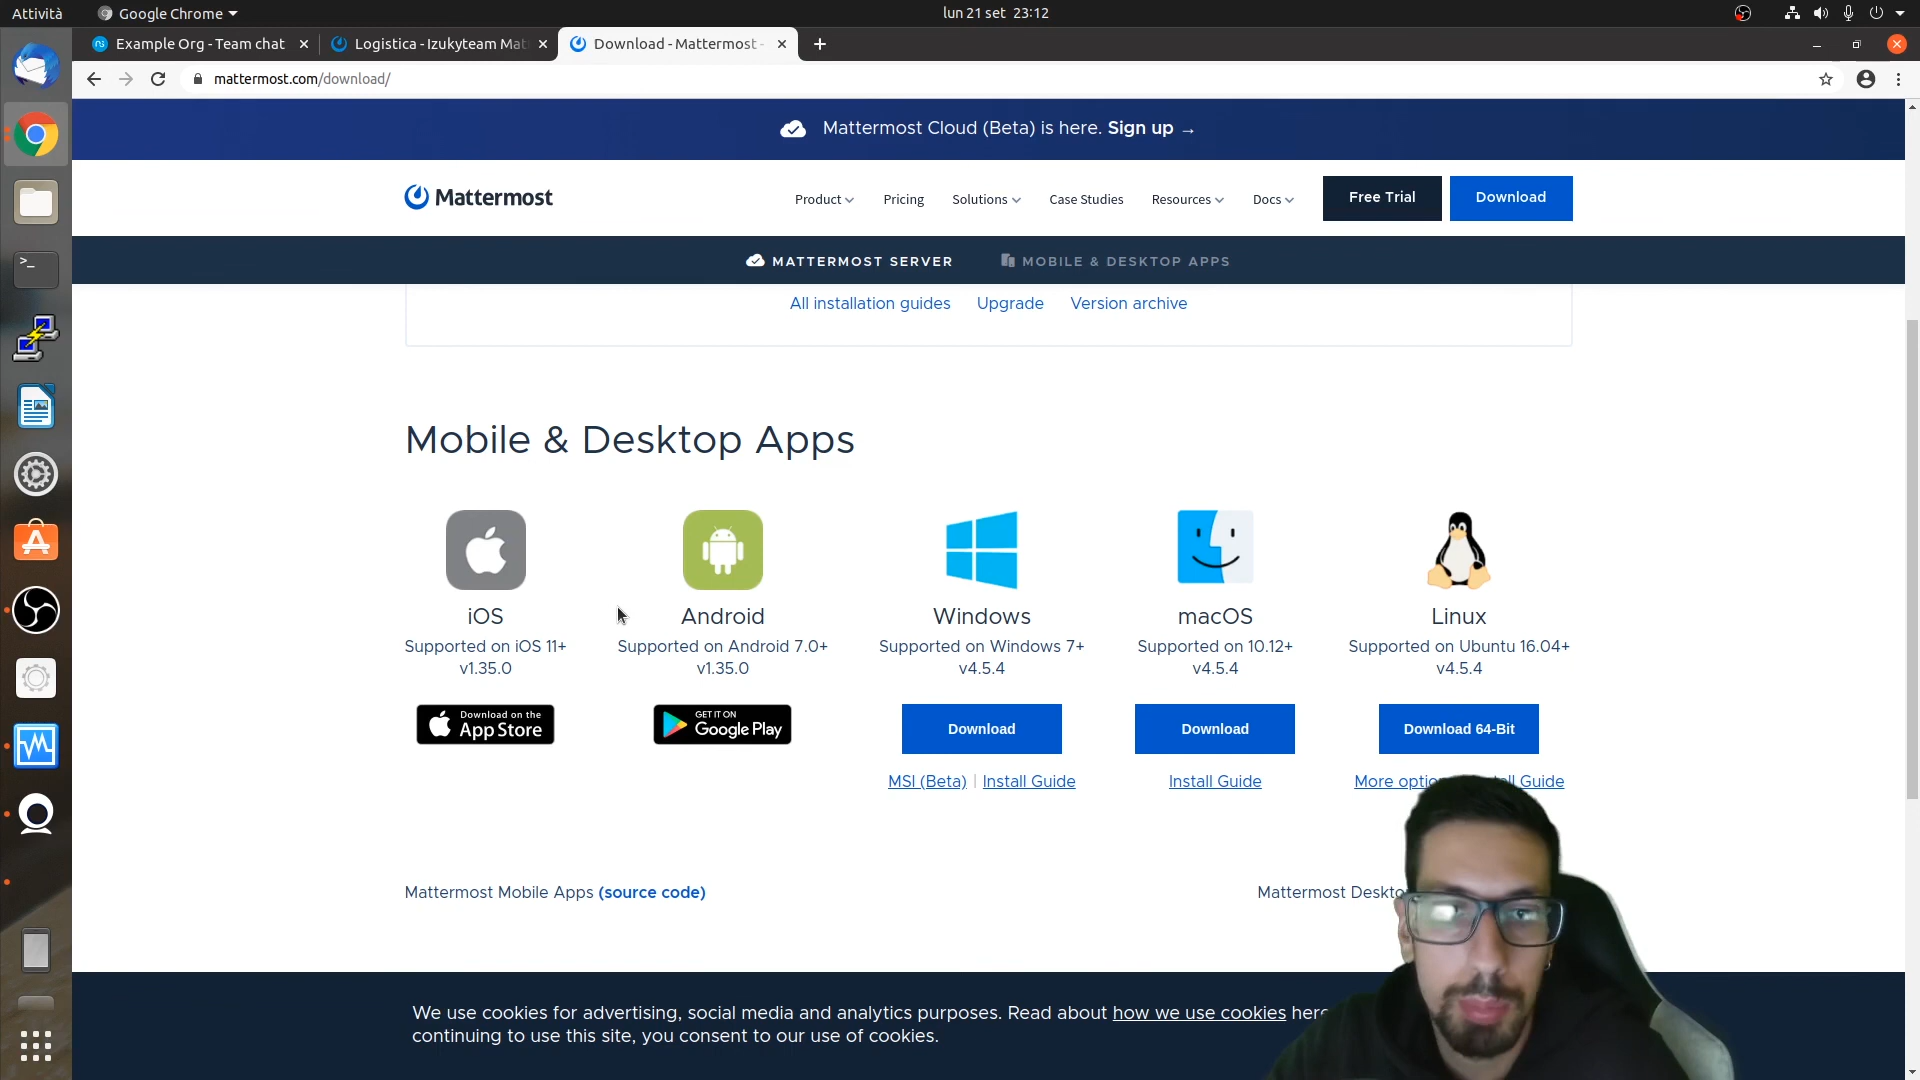 Attività
Google Chrome
lun 21 set 23:12
Example Org - Team chat
Logistica - Izukyteam Mat
Download - Mattermost -
mattermost.com/download/
Mattermost Cloud (Beta) is here. Sign up →
Mattermost
Product
Pricing
Solutions
Case Studies
Resources
Docs
Free Trial
Download
MATTERMOST SERVER
MOBILE & DESKTOP APPS
All installation guides
Upgrade
Version archive
Mobile & Desktop Apps
iOS
Supported on iOS 11+
v1.35.0
Download on the
App Store
Android
Supported on Android 7.0+
v1.35.0
GET IT ON
Google Play
Windows
Supported on Windows 7+
v4.5.4
Download
MSI (Beta) | Install Guide
macOS
Supported on 10.12+
v4.5.4
Download
Install Guide
Linux
Supported on Ubuntu 16.04+
v4.5.4
Download 64-Bit
More Guide
Mattermost Mobile Apps (source code)
Mattermost
We use cookies for advertising, social media and analytics purposes. Read about how we use cookies here
continuing to use this site, you consent to our use of cookies.